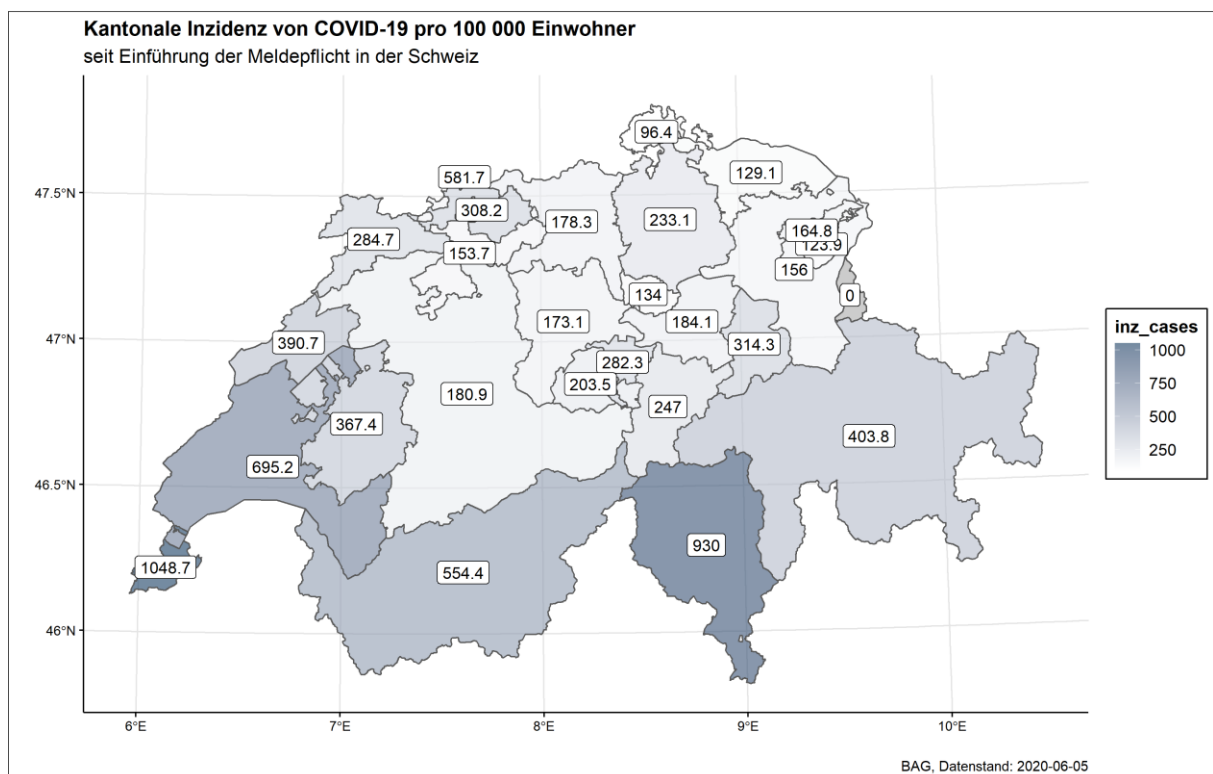 Kantonale Inzidenz von COVID-19 pro 100 000 Einwohner
seit Einführung der Meldepflicht in der Schweiz
96.4
129.1
581.7
47.5°N
308.2
178.3
233.1
164.8
284.7
153.7
123.9
156
134
0
173.1
184.1
47°N
390.7
314.3
282.3
203.5
180.9
247
367.4
403.8
695.2
46.5°N
930
1048.7
554.4
46°N
6°E
7°E
8°E
9°E
10°E
inz_cases
1000
750
500
250
BAG, Datenstand: 2020-06-05